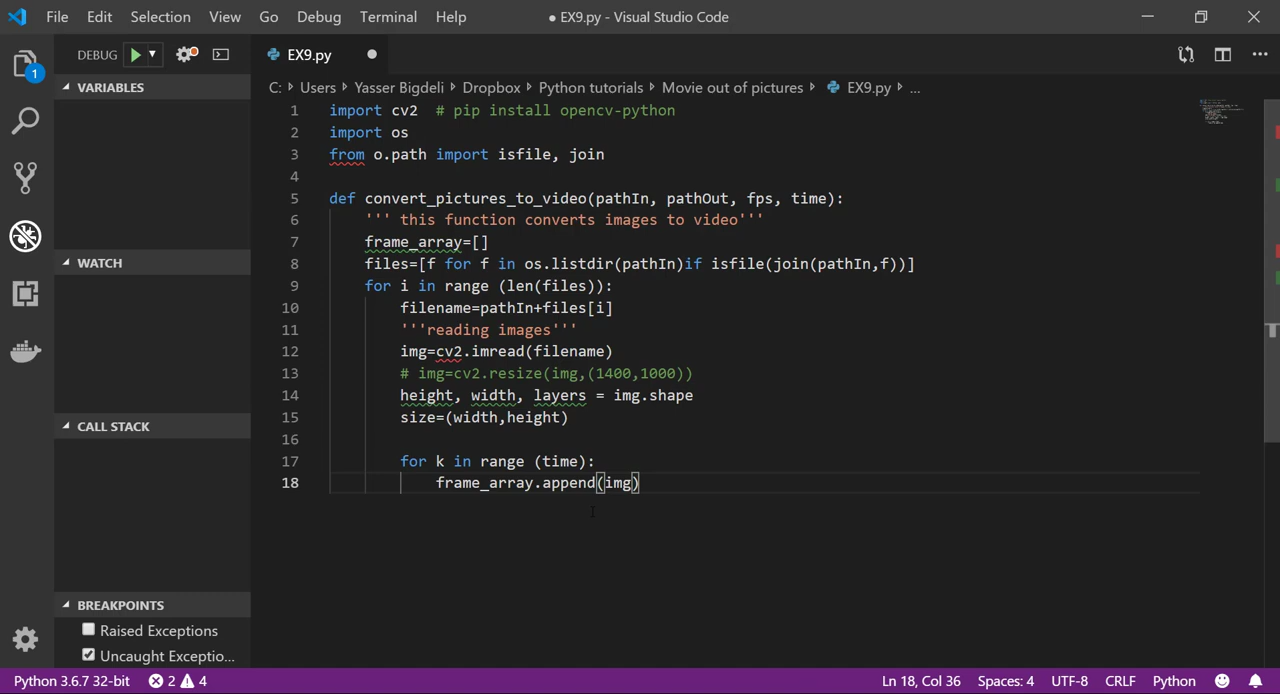 File Edit Selection View Go Debug Terminal Help ● EX9.py - Visual Studio Code
DEBUG EX9.py
1
VARIABLES
WATCH
CALL STACK
BREAKPOINTS
Raised Exceptions
Uncaught Exceptio...
C: Users Yasser Bigdeli Dropbox Python tutorials Movie out of pictures EX9.py ...
1 import cv2  # pip install opencv-python
2 import os
3 from o.path import isfile, join
4
5 def convert_pictures_to_video(pathIn, pathOut, fps, time):
6     ''' this function converts images to video'''
7     frame_array=[]
8     files=[f for f in os.listdir(pathIn)if isfile(join(pathIn,f))]
9     for i in range (len(files)):
10         filename=pathIn+files[i]
11         '''reading images'''
12         img=cv2.imread(filename)
13         # img=cv2.resize(img,(1400,1000))
14         height, width, layers = img.shape
15         size=(width,height)
16
17         for k in range (time):
18             frame_array.append(img)
Python 3.6.7 32-bit 2 4 Ln 18, Col 36 Spaces: 4 UTF-8 CRLF Python